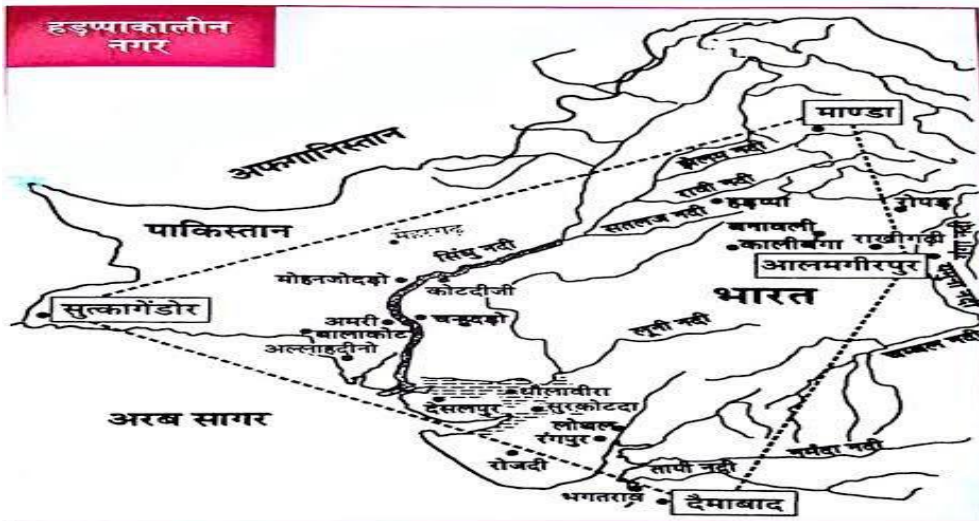 हड़प्पाकालीन
नगर
माण्डा
अफगानिस्तान
झेलम नदी
रावी नदी
हड़प्पा
रोपड़
सतलज नदी
पाकिस्तान
मेहरगढ़
बनावली
कालीबंगा
राखीगढ़ी
सिंधु नदी
आलमगीरपुर
मोहनजोदड़ो
कोटदीजी
भारत
सुत्कागेंडोर
अमरी
चन्हुदड़ो
बालाकोट
लूनी नदी
अल्लाहदीनो
चम्बल नदी
धौलावीरा
देसलपुर
सुरकोटदा
अरब सागर
लोथल
रंगपुर
नर्मदा नदी
रोजदी
तापी नदी
भगतराव
दैमाबाद